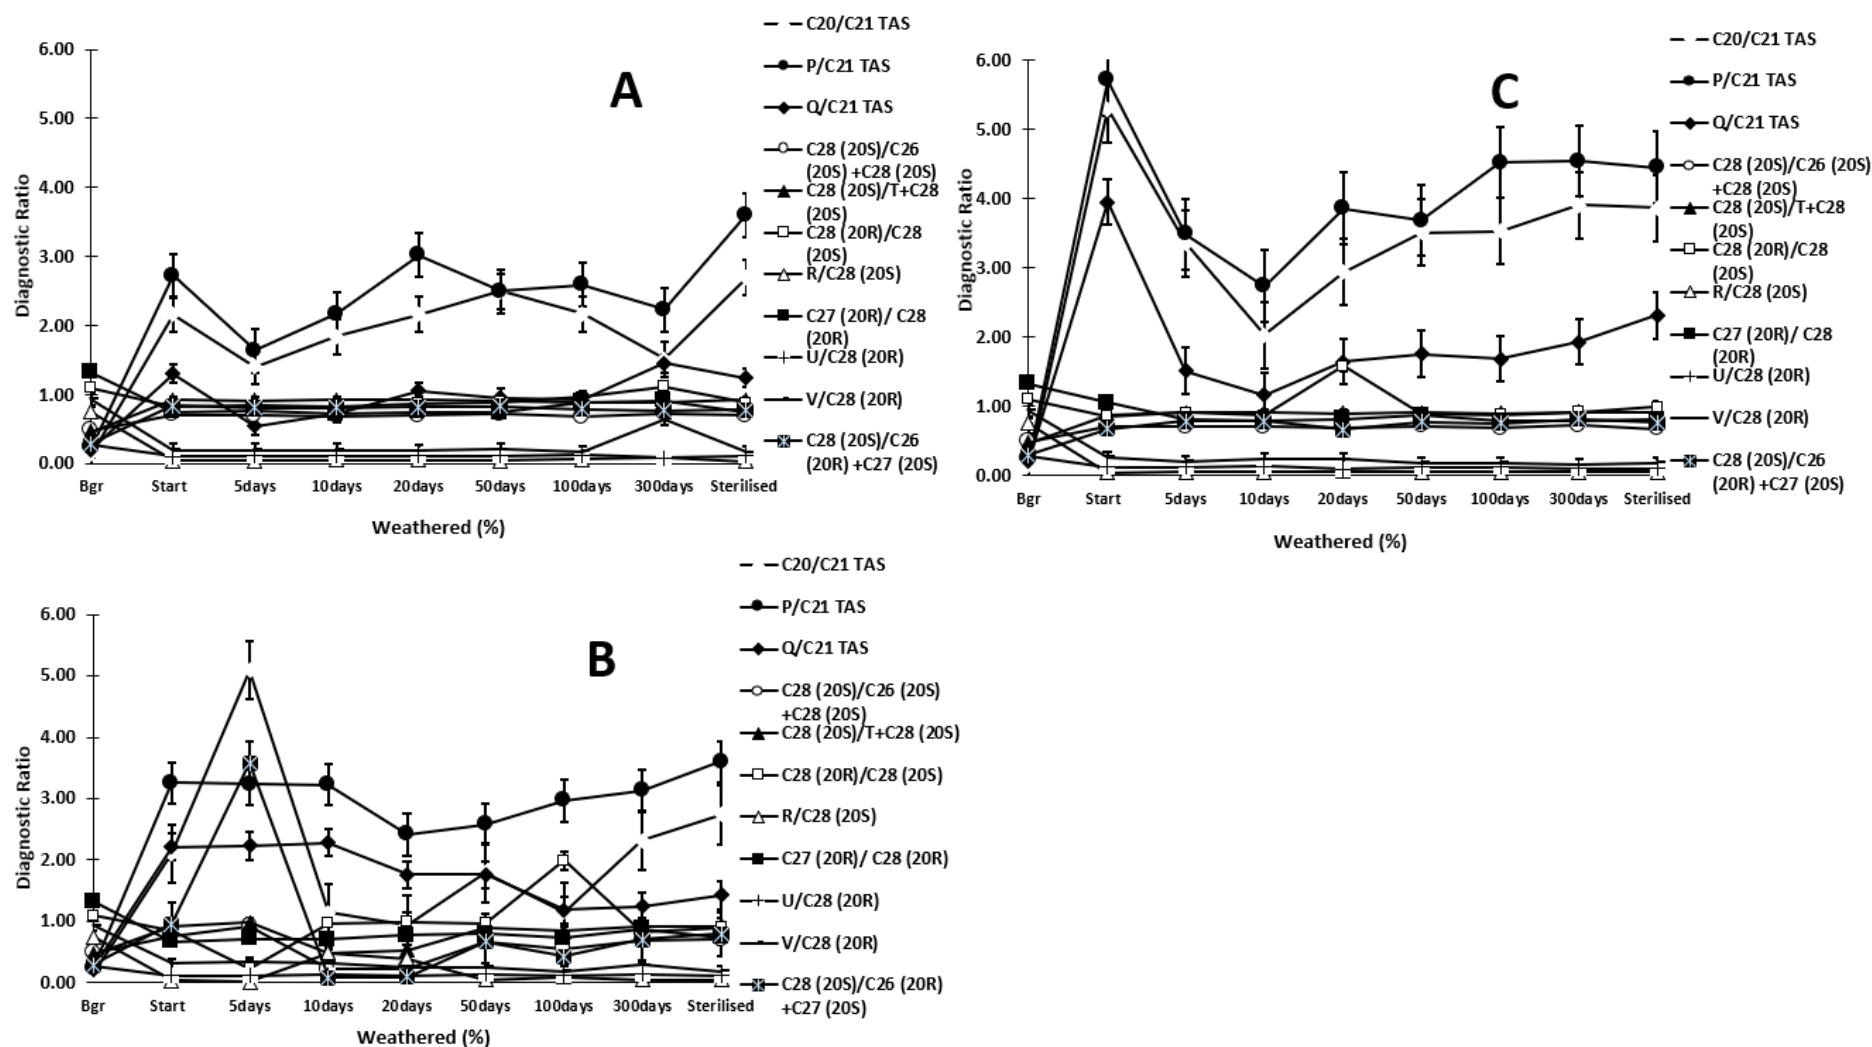 A
6.00
5.00
4.00
3.00
2.00
1.00
0.00
Diagnostic Ratio
Bgr Start 5days 10days 20days 50days 100days 300days Sterilised
Weathered (%)
C20/C21 TAS
P/C21 TAS
Q/C21 TAS
C28 (20S)/C26
(20S) +C28 (20S)
C28 (20S)/T+C28
(20S)
C28 (20R)/C28
(20S)
R/C28 (20S)
C27 (20R)/ C28
(20R)
U/C28 (20R)
V/C28 (20R)
C28 (20S)/C26
(20R) +C27 (20S)
C
6.00
5.00
4.00
3.00
2.00
1.00
0.00
Diagnostic Ratio
Bgr Start 5days 10days 20days 50days 100days 300days Sterilised
Weathered (%)
C20/C21 TAS
P/C21 TAS
Q/C21 TAS
C28 (20S)/C26 (20S)
+C28 (20S)
C28 (20S)/T+C28
(20S)
C28 (20R)/C28
(20S)
R/C28 (20S)
C27 (20R)/ C28
(20R)
U/C28 (20R)
V/C28 (20R)
C28 (20S)/C26
(20R) +C27 (20S)
B
6.00
5.00
4.00
3.00
2.00
1.00
0.00
Diagnostic Ratio
Bgr Start 5days 10days 20days 50days 100days 300days Sterilised
Weathered (%)
C20/C21 TAS
P/C21 TAS
Q/C21 TAS
C28 (20S)/C26 (20S)
+C28 (20S)
C28 (20S)/T+C28 (20S)
C28 (20R)/C28 (20S)
R/C28 (20S)
C27 (20R)/ C28 (20R)
U/C28 (20R)
V/C28 (20R)
C28 (20S)/C26 (20R)
+C27 (20S)